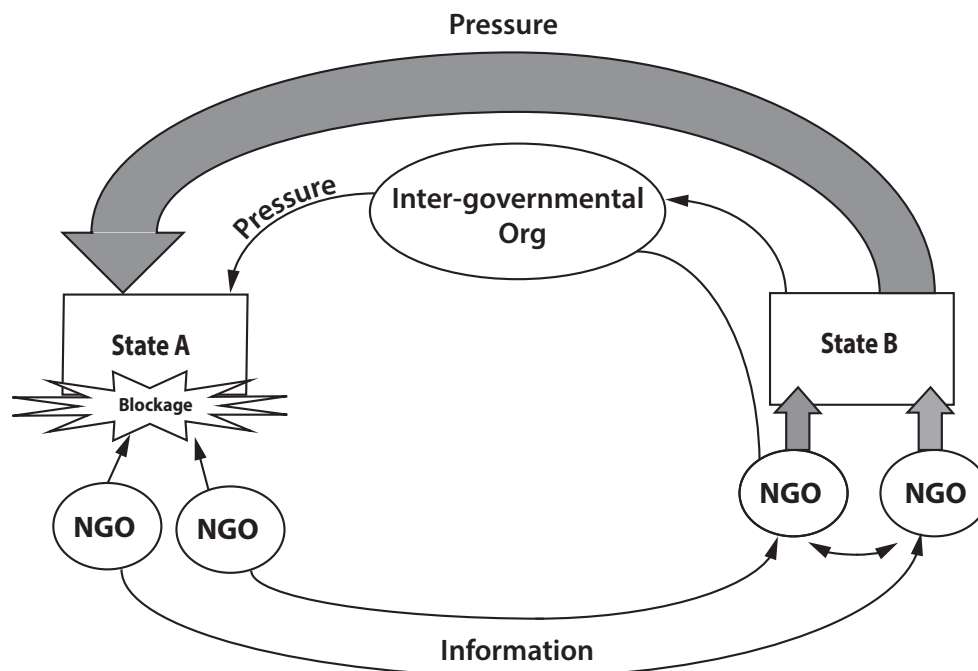 Pressure
Pressure
Inter-governmental
Org
State A
State B
Blockage
NGO
NGO
NGO
NGO
Information